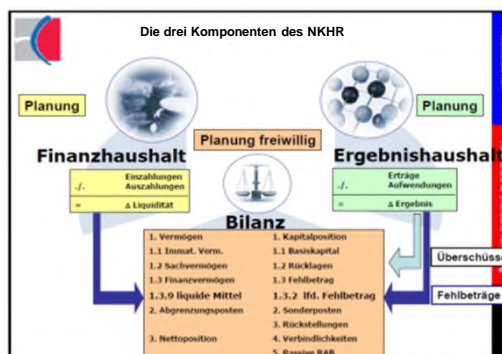 Die drei Komponenten des NKHR
Planung
Planung
Planung freiwillig
Finanzhaushalt
Ergebnishaushalt
Einzahlungen
./. Auszahlungen
= Δ Liquidität
Erträge
./. Aufwendungen
= Δ Ergebnis
Bilanz
1. Vermögen
1.1 Immat. Verm.
1.2 Sachvermögen
1.3 Finanzvermögen
1.3.9 liquide Mittel
2. Abgrenzungsposten
3. Nettoposition
1. Kapitalposition
1.1 Basiskapital
1.2 Rücklagen
1.3 Fehlbetrag
1.3.2 lfd. Fehlbetrag
2. Sonderposten
3. Rückstellungen
4. Verbindlichkeiten
5. Passive RAP
Überschüsse
Fehlbeträge